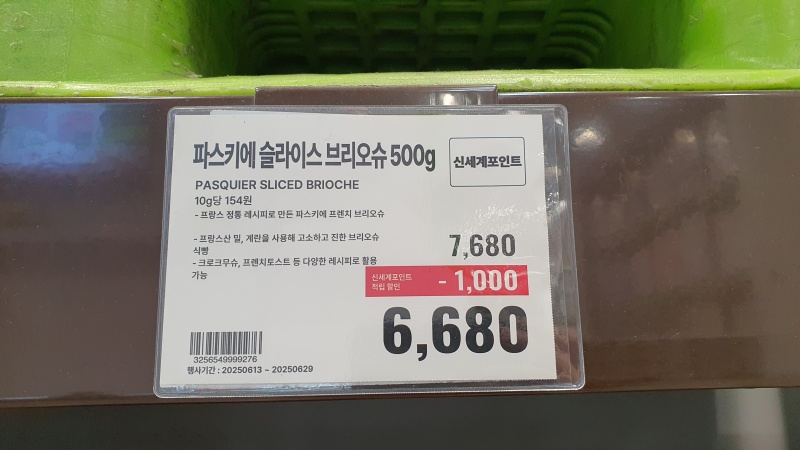 파스키에 슬라이스 브리오슈 500g
신세계포인트
PASQUIER SLICED BRIOCHE
10g당 154원
- 프랑스 정통 레시피로 만든 파스키에 프렌치 브리오슈
- 프랑스산 밀, 계란을 사용해 고소하고 진한 브리오슈
식빵
- 크로크무슈, 프렌치토스트 등 다양한 레시피로 활용
가능
7,680
신세계포인트
적립 할인
- 1,000
6,680
3256549999276
행사기간 : 20250613 ~ 20250629